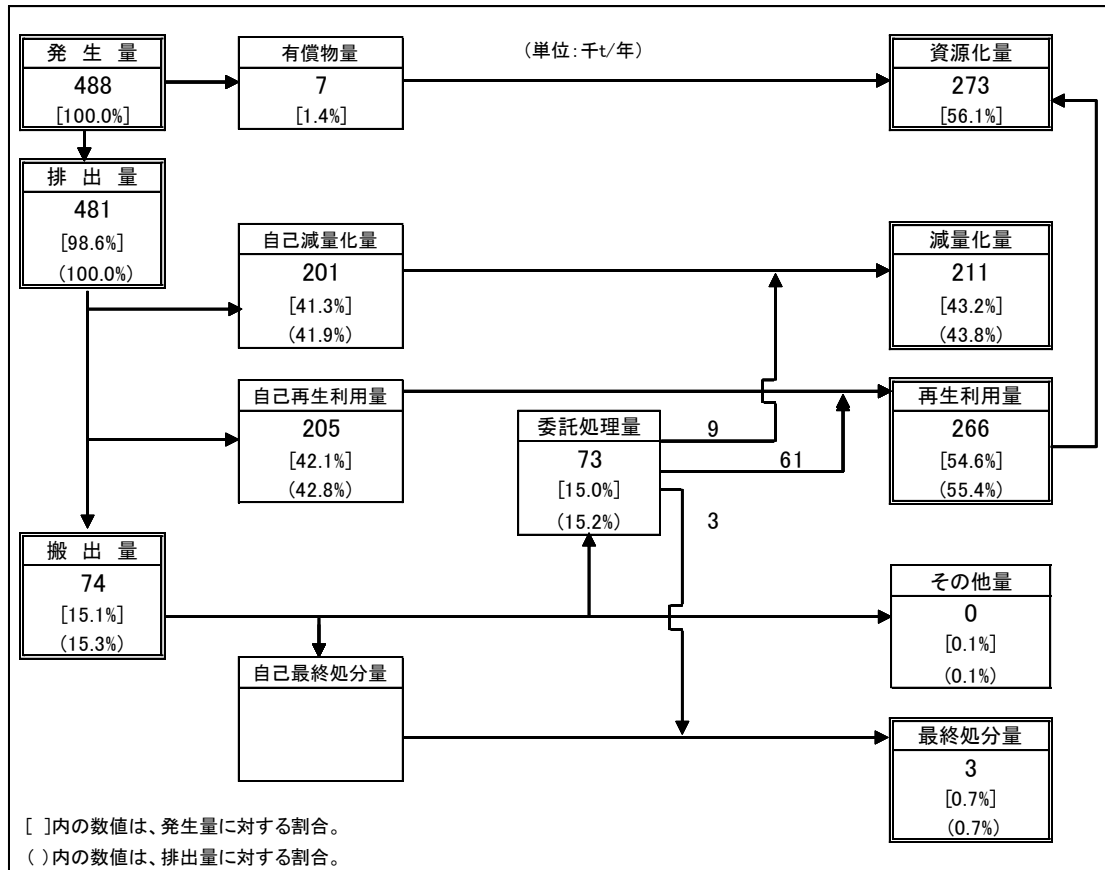 発 生 量
488
[100.0%]
有償物量
7
[1.4%]
(単位:千t/年)
資源化量
273
[56.1%]
排 出 量
481
[98.6%]
(100.0%)
自己減量化量
201
[41.3%]
(41.9%)
減量化量
211
[43.2%]
(43.8%)
自己再生利用量
205
[42.1%]
(42.8%)
委託処理量
73
[15.0%]
(15.2%)
9
61
3
再生利用量
266
[54.6%]
(55.4%)
搬 出 量
74
[15.1%]
(15.3%)
その他量
0
[0.1%]
(0.1%)
自己最終処分量
最終処分量
3
[0.7%]
(0.7%)
[ ]内の数値は、発生量に対する割合。
( )内の数値は、排出量に対する割合。